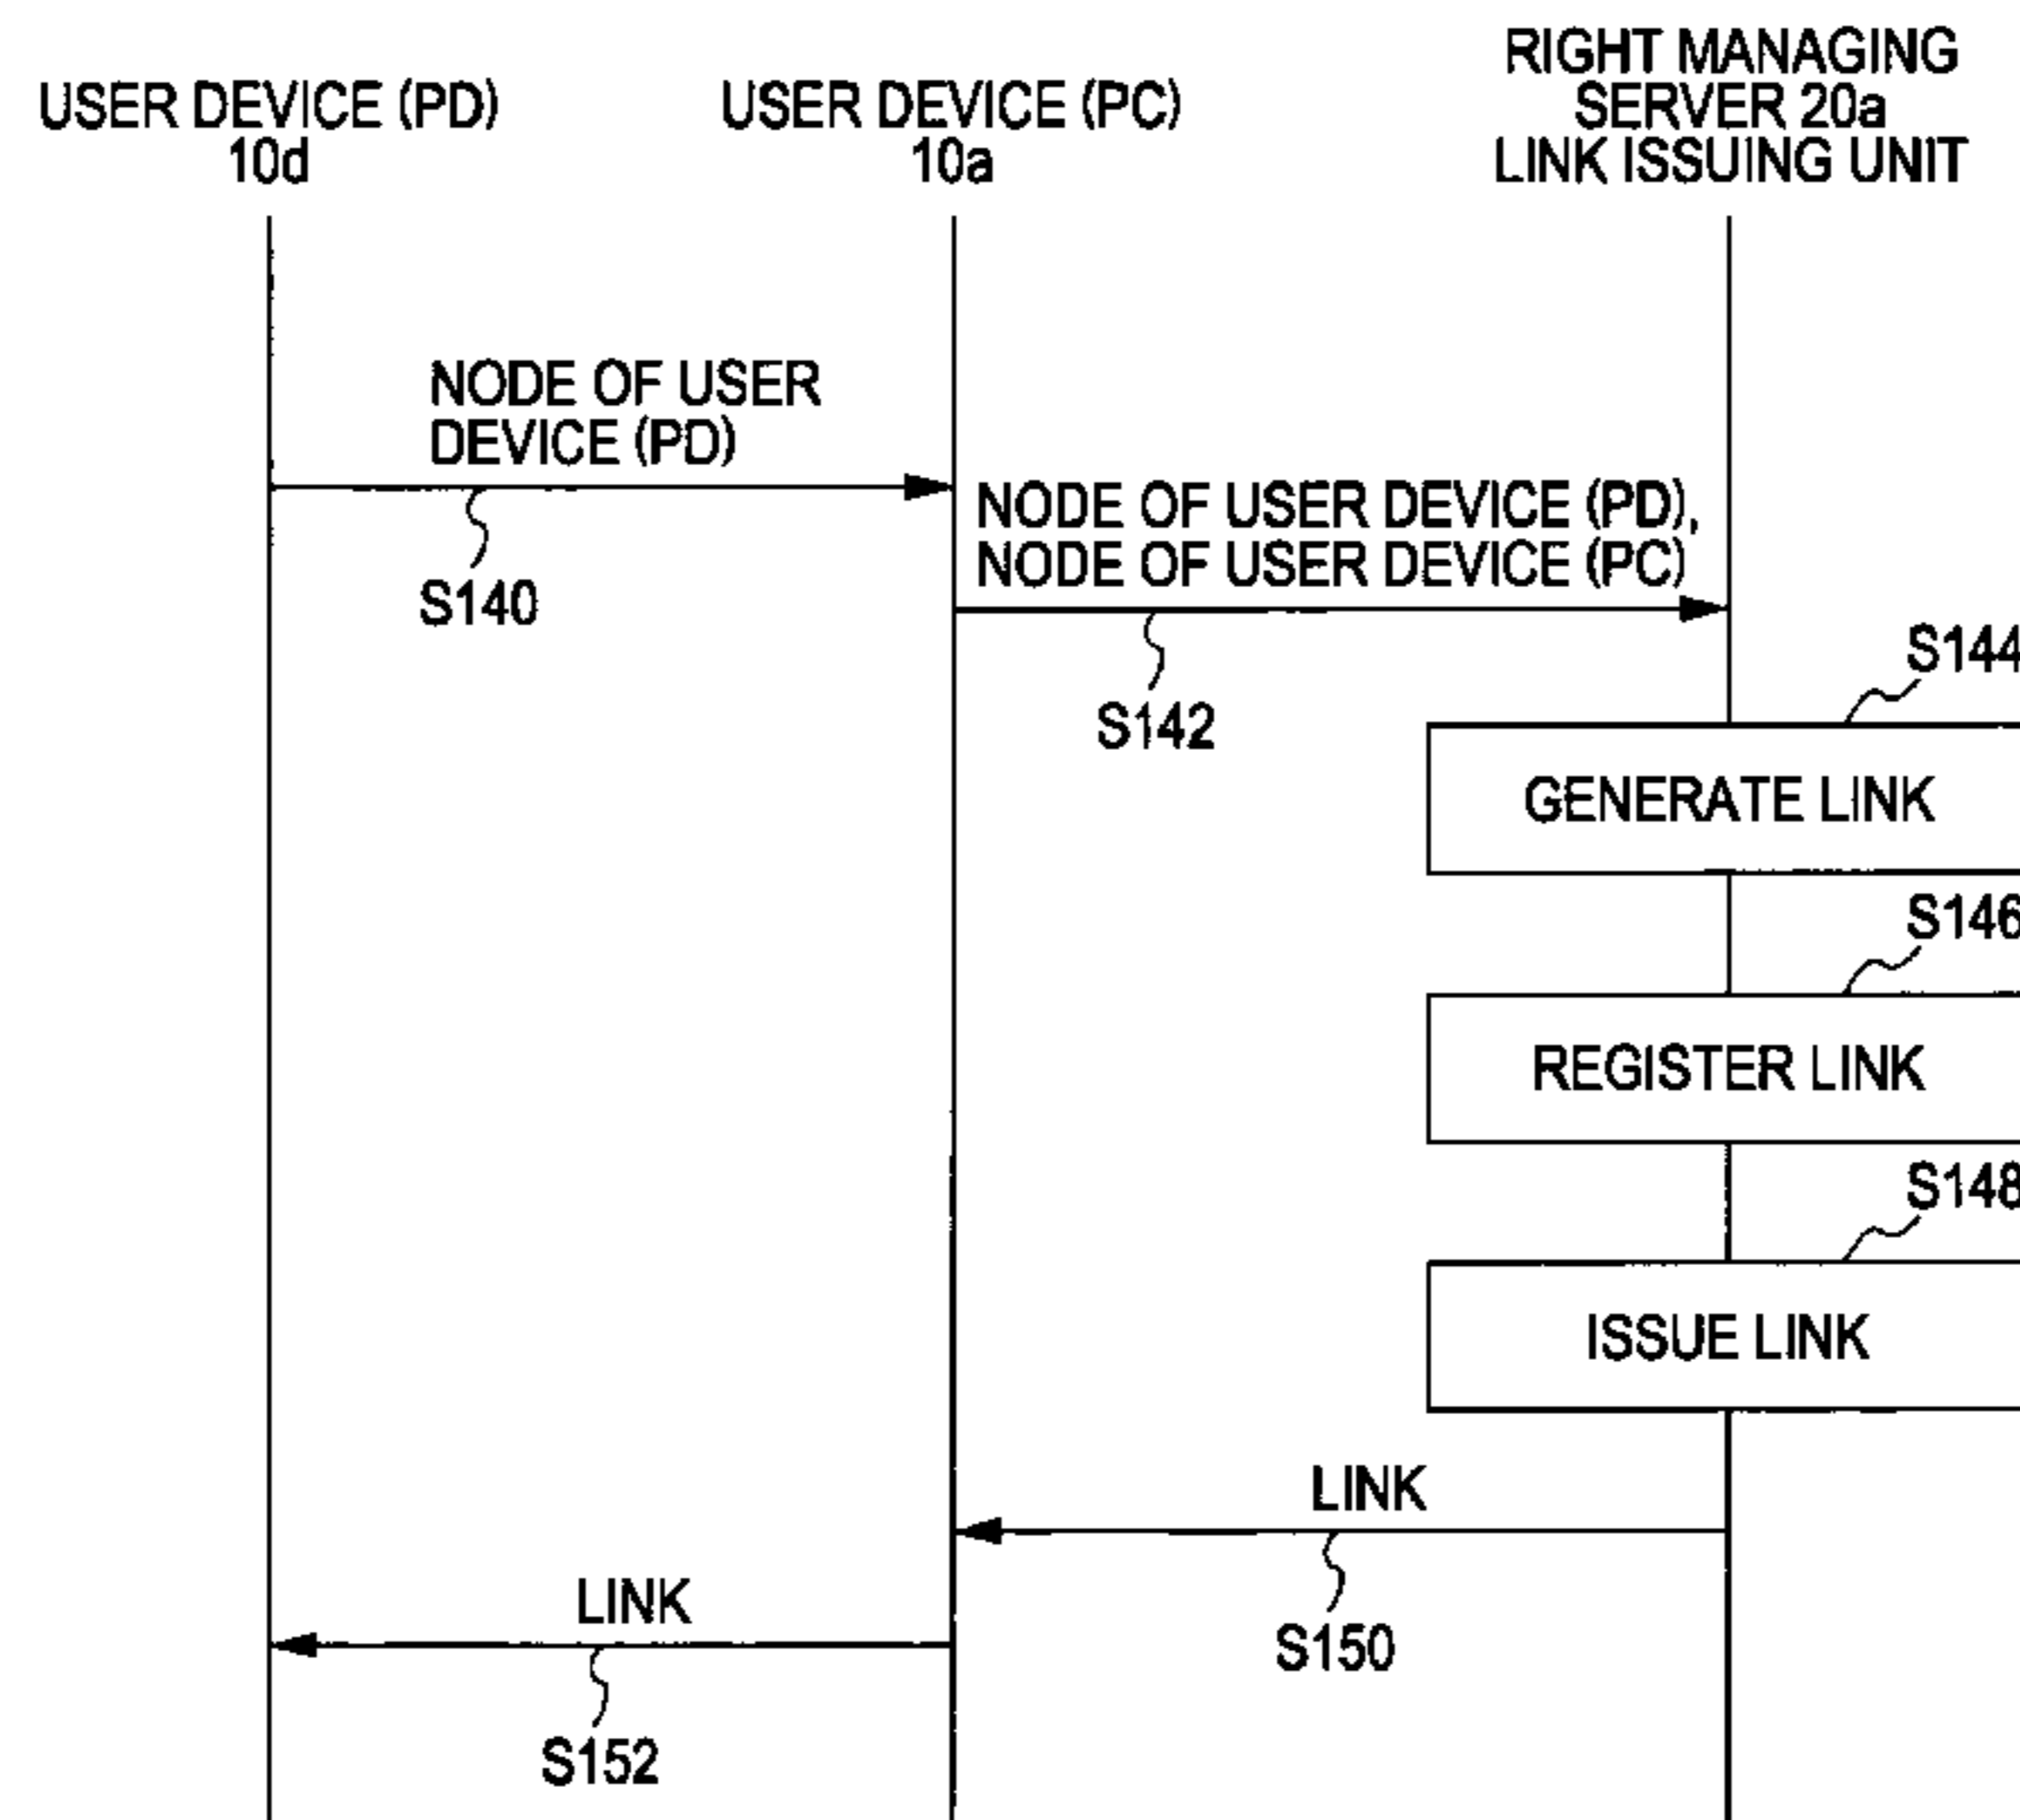 USER DEVICE (PD)
10d
USER DEVICE (PC)
10a
RIGHT MANAGING
SERVER 20a
LINK ISSUING UNIT
NODE OF USER
DEVICE (PD)
S140
NODE OF USER DEVICE (PD),
NODE OF USER DEVICE (PC)
S142
S144
GENERATE LINK
S146
REGISTER LINK
S148
ISSUE LINK
LINK
S150
LINK
S152